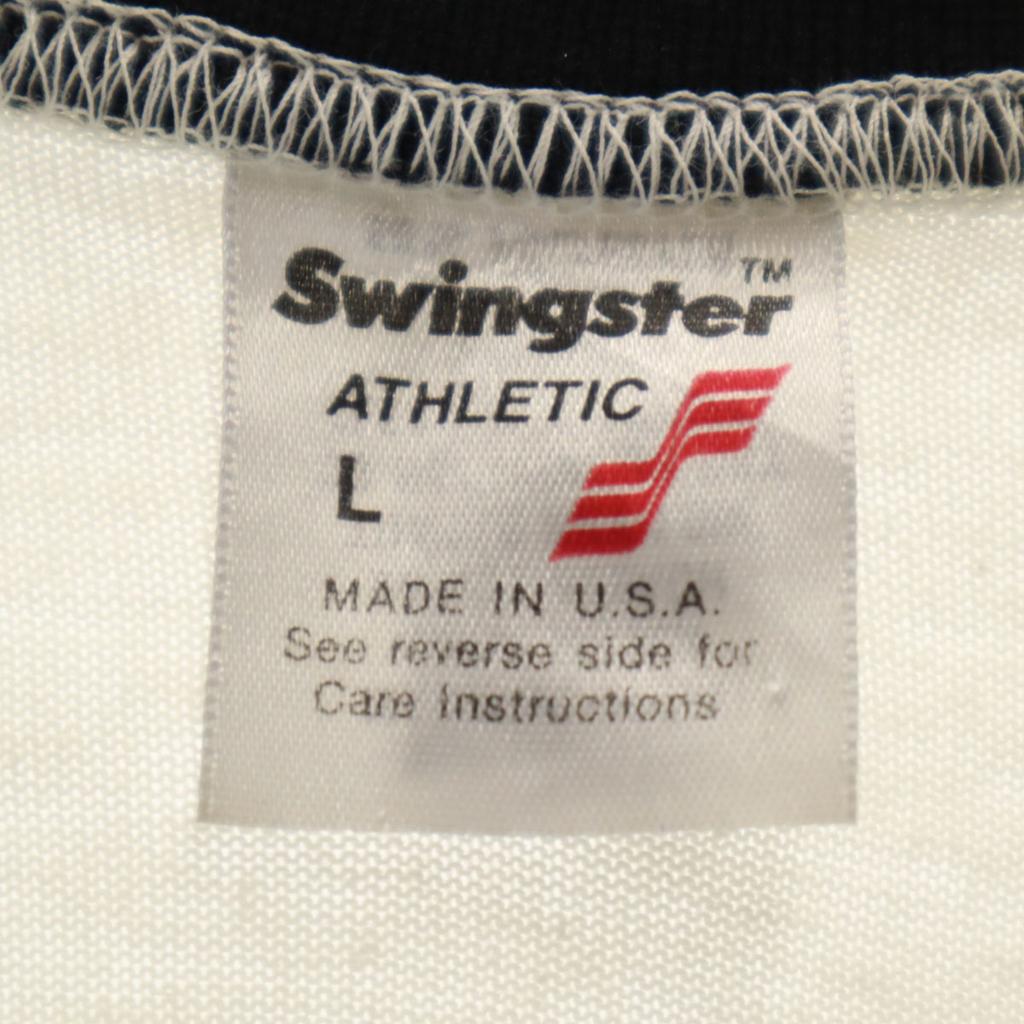 Swingster™
ATHLETIC
L
MADE IN U.S.A.
See reverse side for
Care Instructions